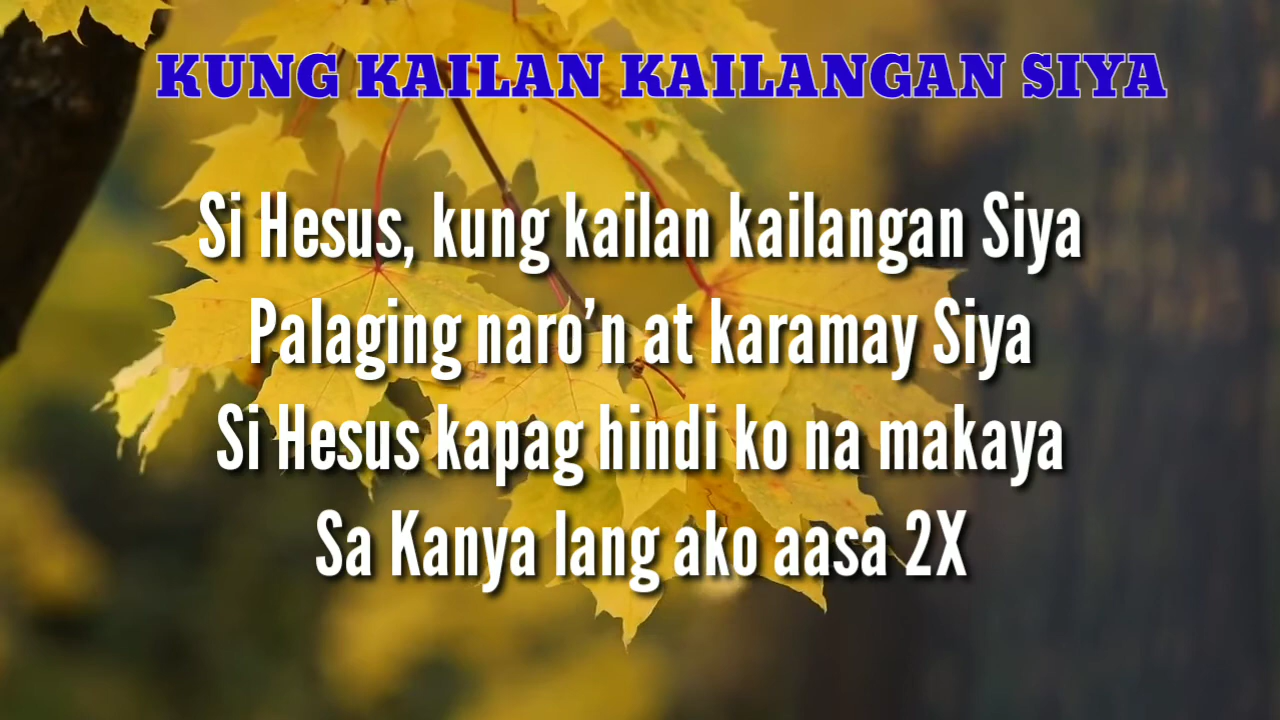 KUNG KAILAN KAILANGAN SIYA
Si Hesus, kung kailan kailangan Siya
Palaging naro’n at karamay Siya
Si Hesus kapag hindi ko na makaya
Sa Kanya lang ako aasa 2X